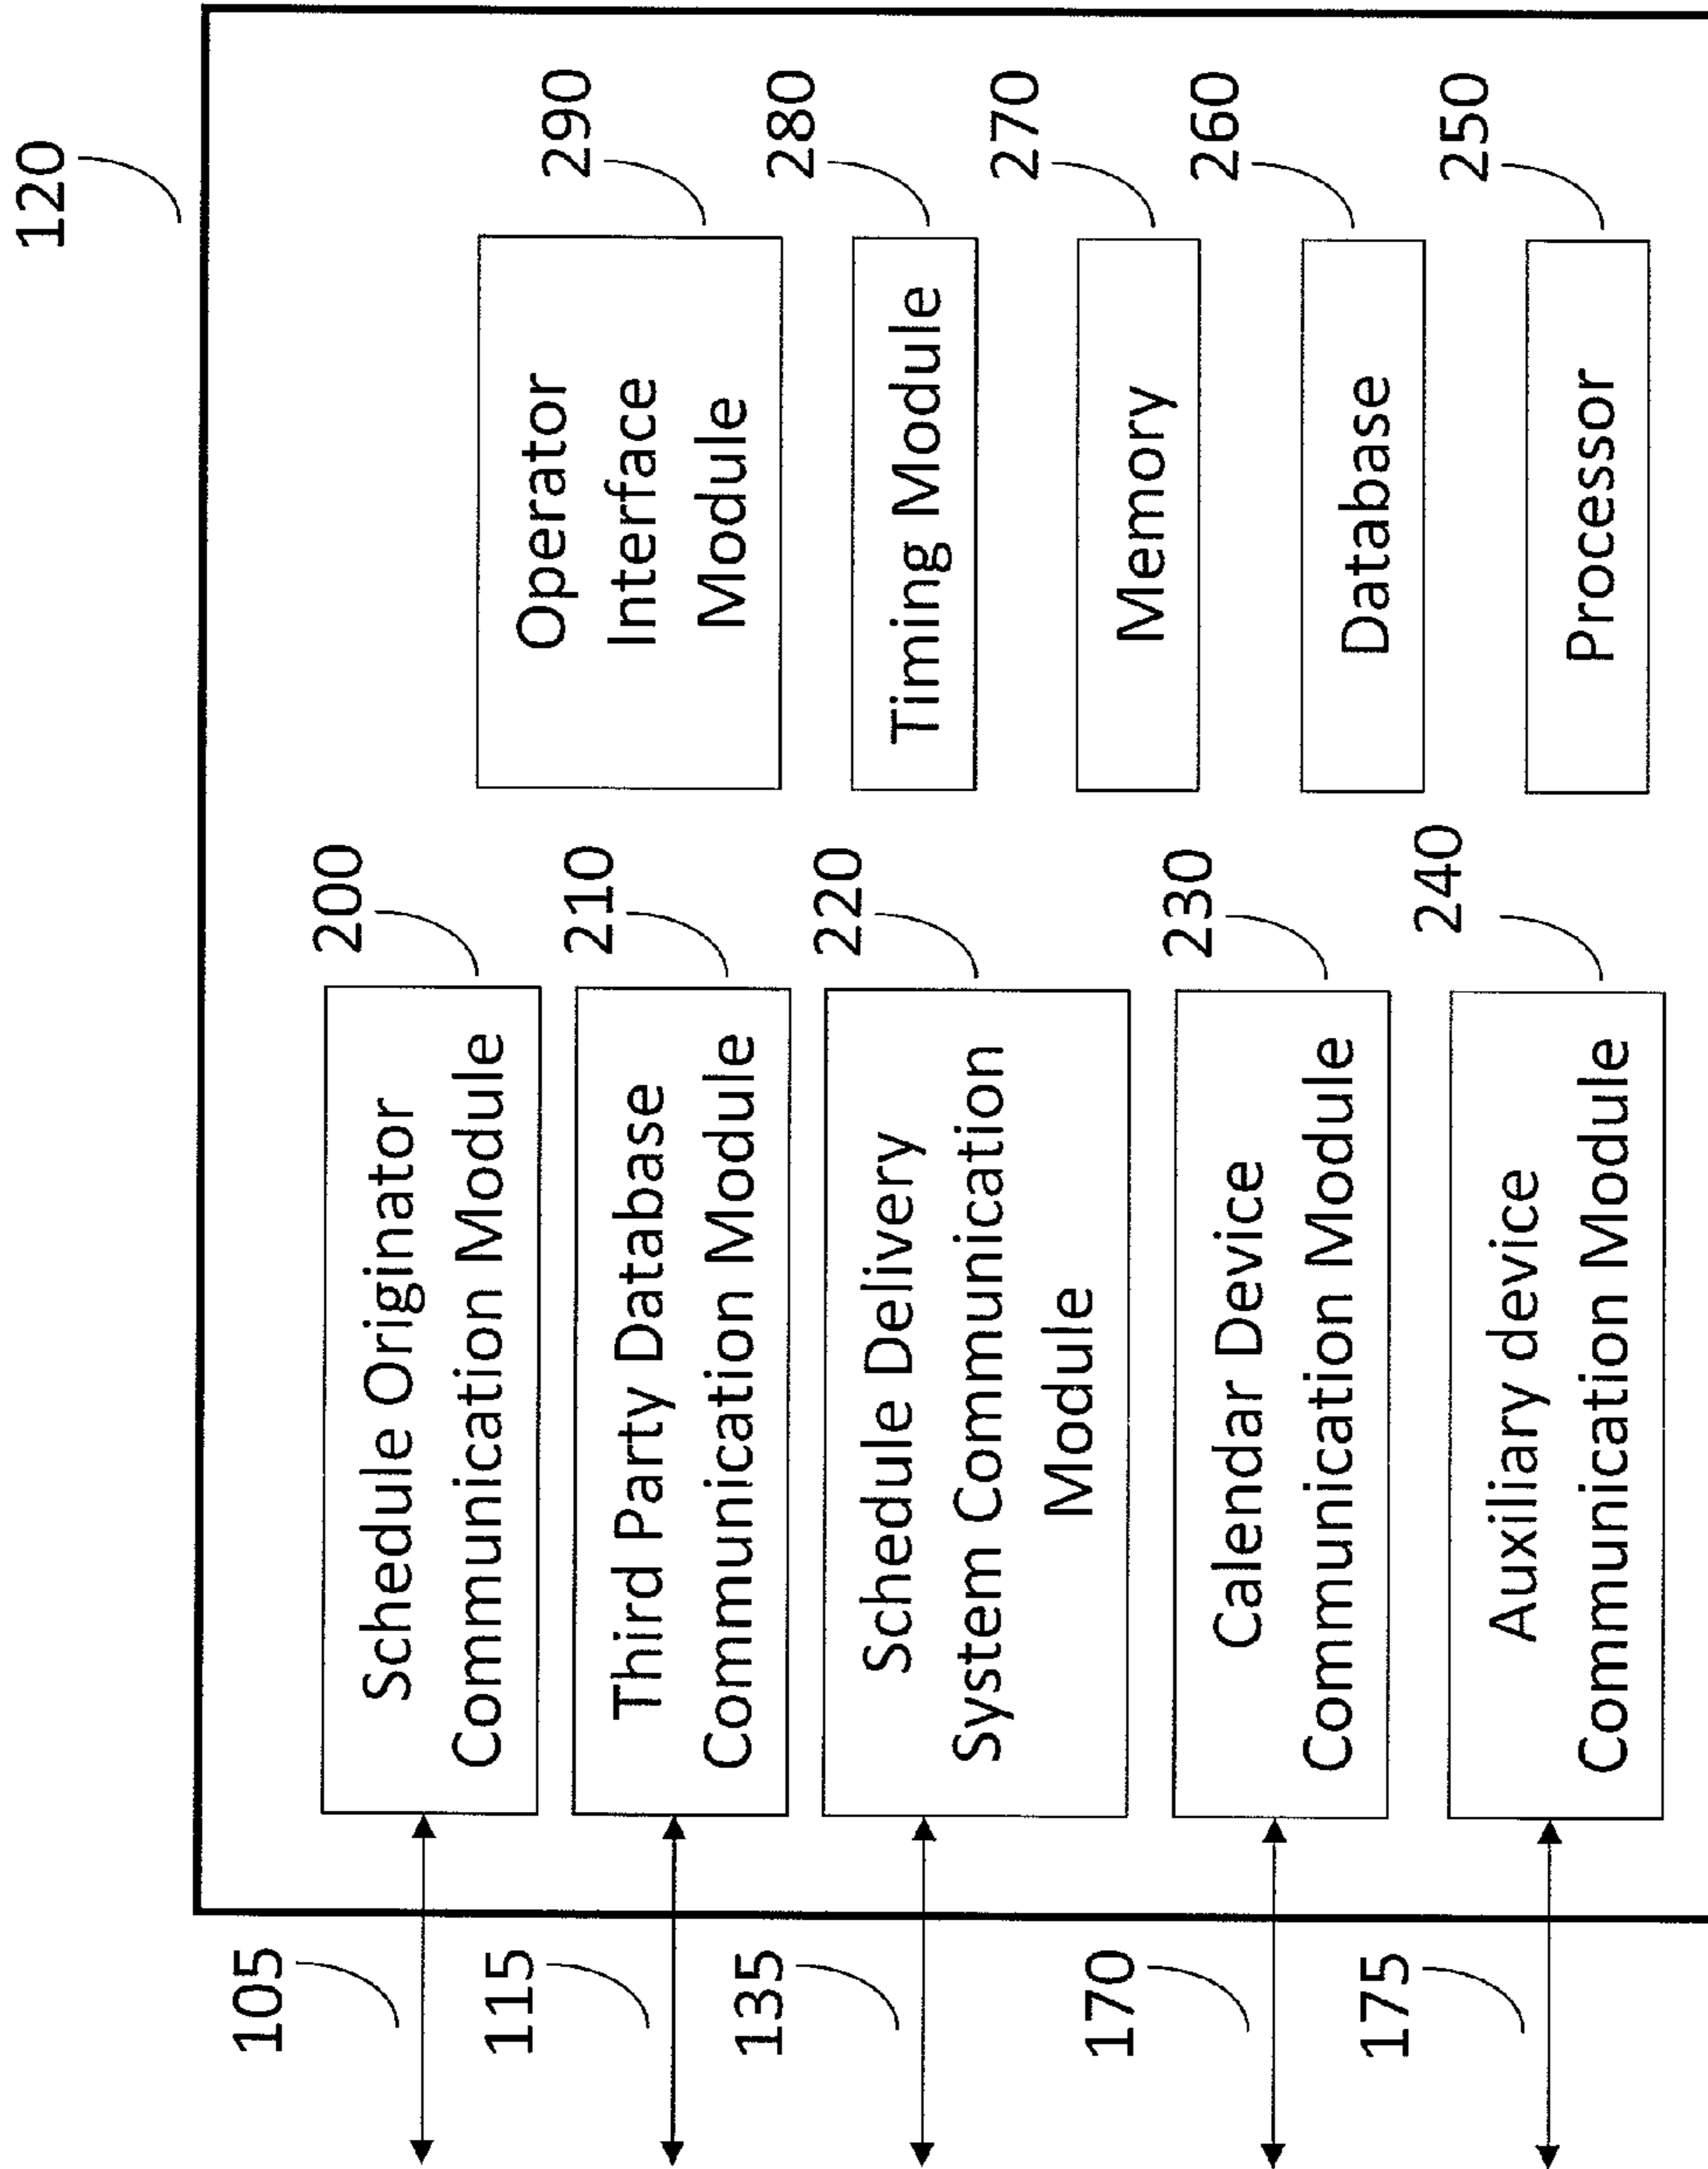 120
105
Schedule Originator
Communication Module
200
115
Third Party Database
Communication Module
210
135
Schedule Delivery
System Communication
Module
220
170
Calendar Device
Communication Module
230
175
Auxiliary device
Communication Module
240
Operator
Interface
Module
290
Timing Module
280
Memory
270
Database
260
Processor
250